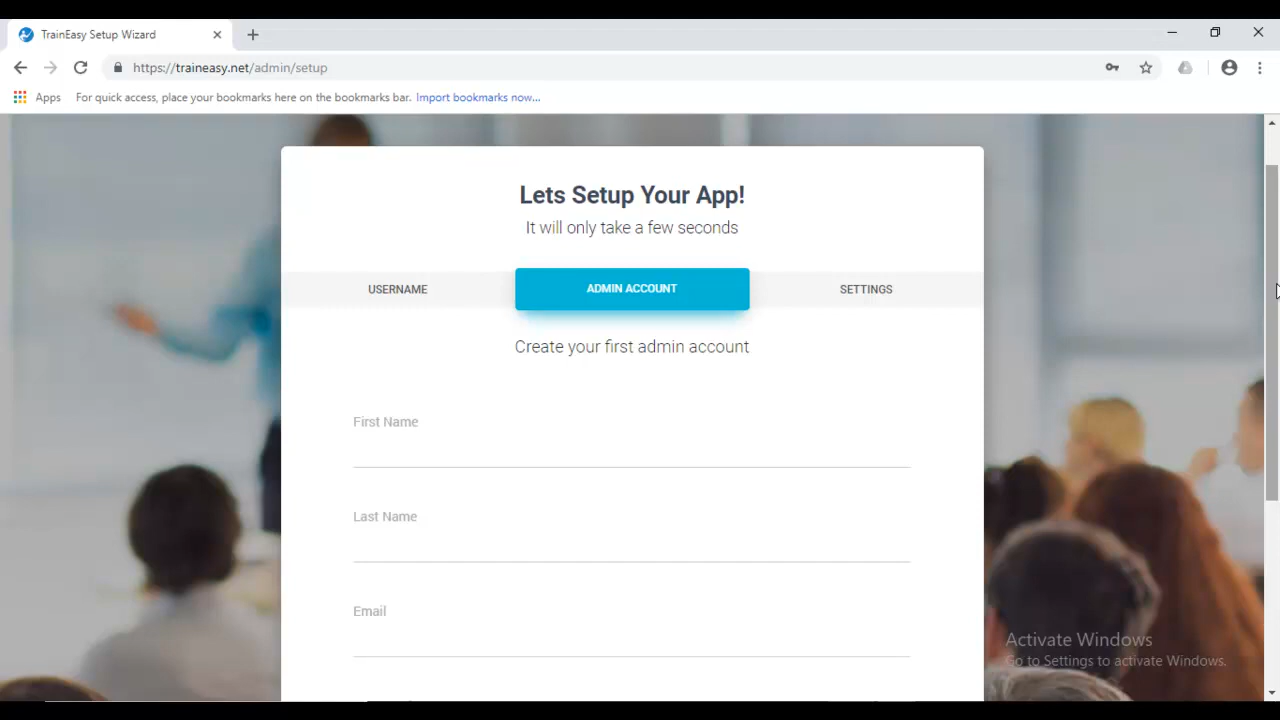 TrainEasy Setup Wizard
https://traineasy.net/admin/setup
Apps For quick access, place your bookmarks here on the bookmarks bar. Import bookmarks now...
Lets Setup Your App!
It will only take a few seconds
USERNAME ADMIN ACCOUNT SETTINGS
Create your first admin account
First Name
Last Name
Email
Activate Windows
Go to Settings to activate Windows.